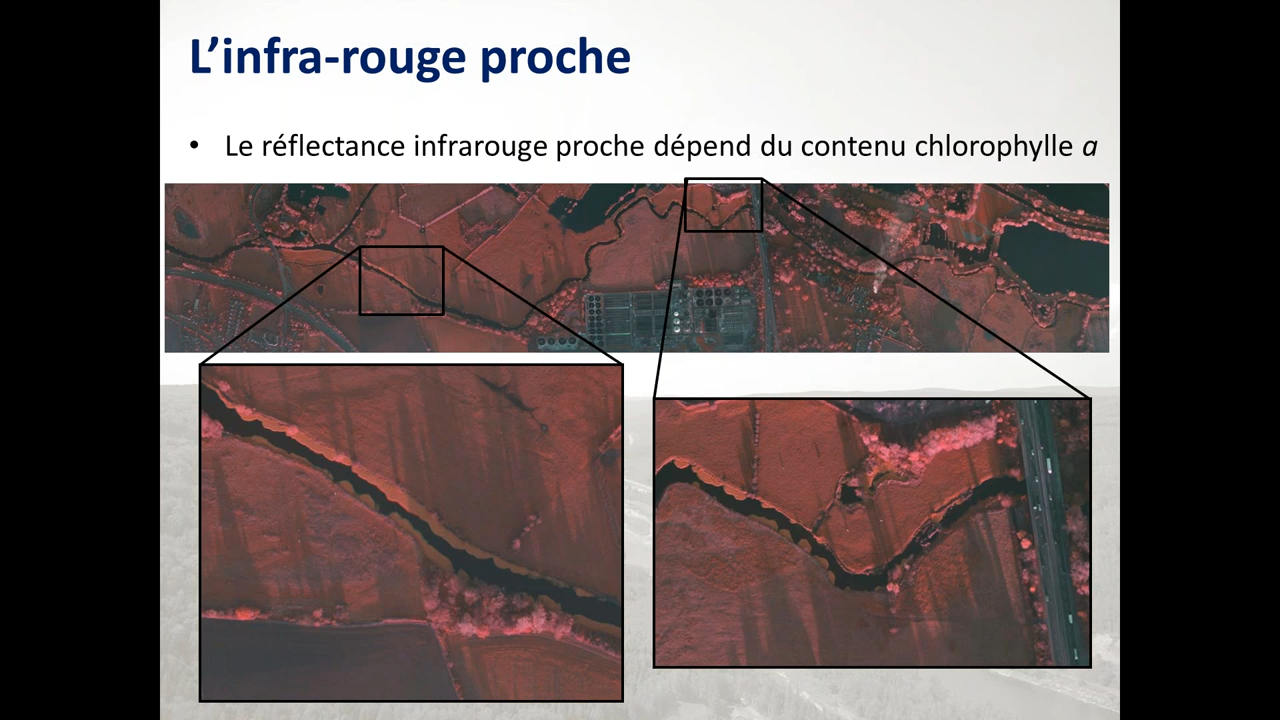 L’infra-rouge proche
• Le réflectance infrarouge proche dépend du contenu chlorophylle a